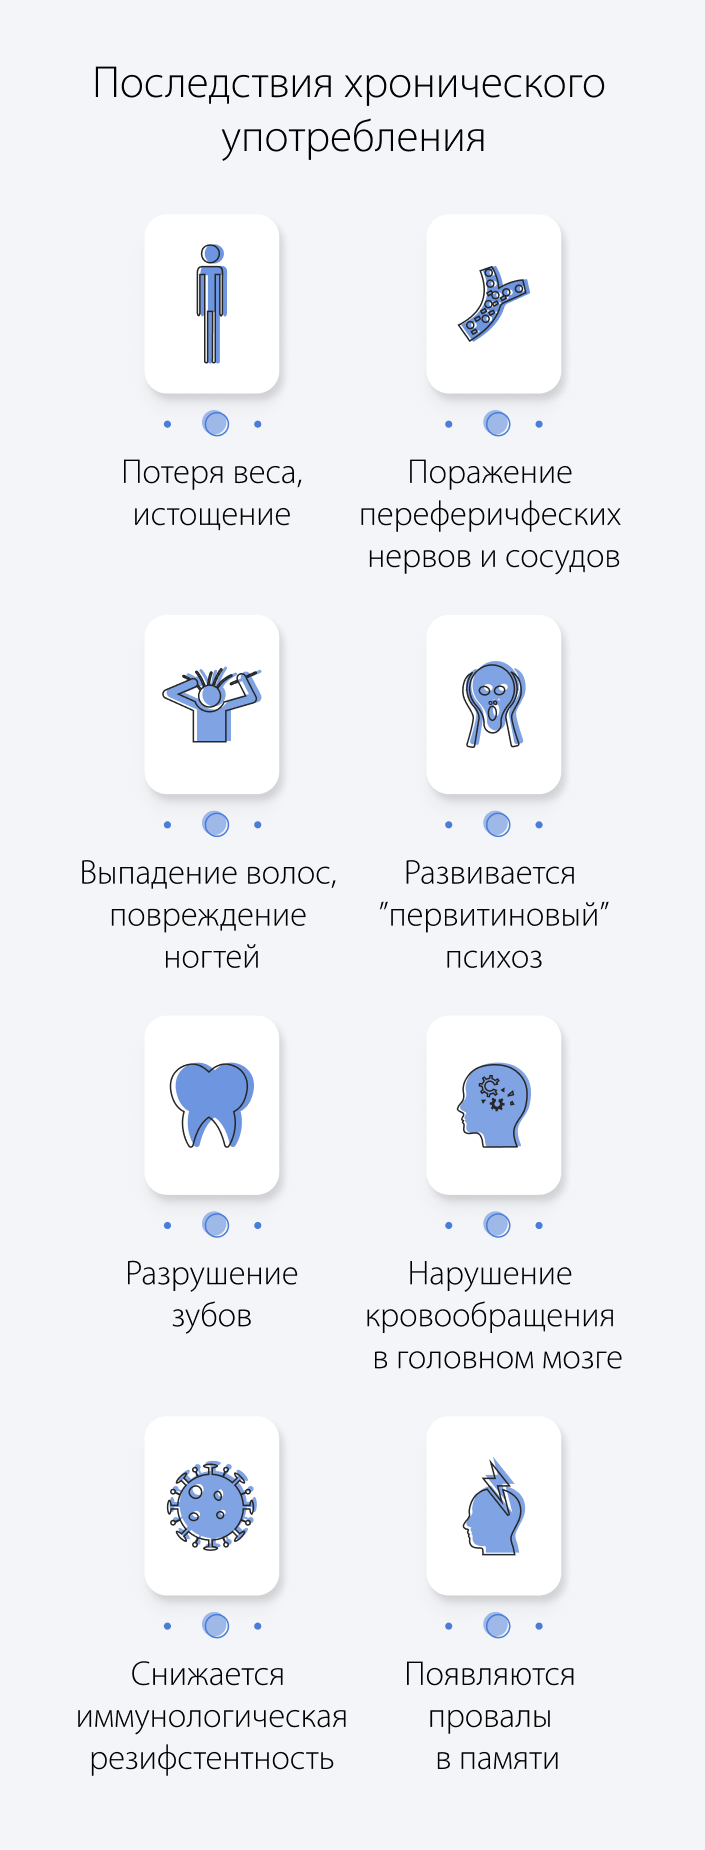 Последствия хронического
употребления
Потеря веса,
истощение
Поражение
переферичфеских
нервов и сосудов
Выпадение волос,
повреждение
ногтей
Развивается
”первитиновый”
психоз
Разрушение
зубов
Нарушение
кровообращения
в головном мозге
Снижается
иммунологическая
резифстентность
Появляются
провалы
в памяти